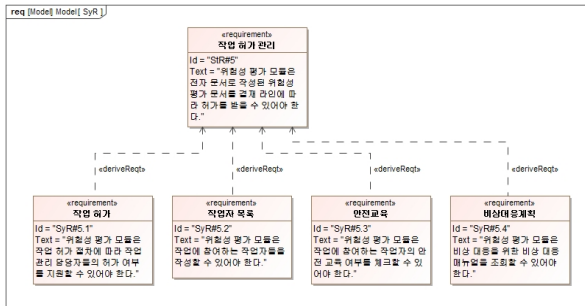 req [Model] Model [ SyR ]
«requirement»
작업 허가 관리
Id = "StR#5"
Text = "위험성 평가 모듈은
전자 문서로 작성된 위험성
평가 문서를 결재 라인에 따
라 허가를 받을 수 있어야 한
다."
«deriveReqt»
«deriveReqt»
«deriveReqt»
«deriveReqt»
«requirement»
작업 허가
Id = "SyR#5.1"
Text = "위험성 평가 모듈은
작업 허가 절차에 따라 작업
관리 담당자들의 허가 여부
를 지원할 수 있어야 한다."
«requirement»
작업자 목록
Id = "SyR#5.2"
Text = "위험성 평가 모듈은
작업에 참여하는 작업자들을
작성할 수 있어야 한다."
«requirement»
안전교육
Id = "SyR#5.3"
Text = "위험성 평가 모듈은
작업에 참여하는 작업자의 안
전 교육 여부를 체크할 수 있
어야 한다."
«requirement»
비상대응계획
Id = "SyR#5.4"
Text = "위험성 평가 모듈은
비상 대응을 위한 비상 대응
매뉴얼을 조회할 수 있어야
한다."